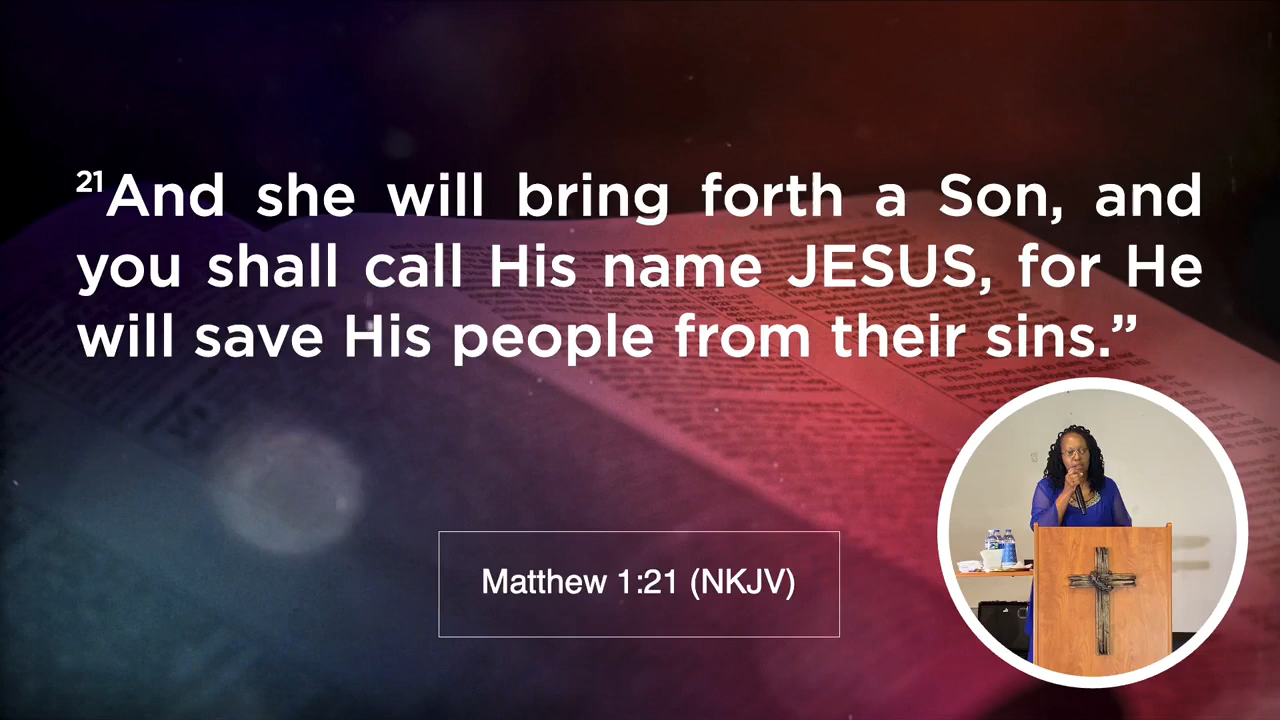 21And she will bring forth a Son, and
you shall call His name JESUS, for He
will save His people from their sins.”
Matthew 1:21 (NKJV)